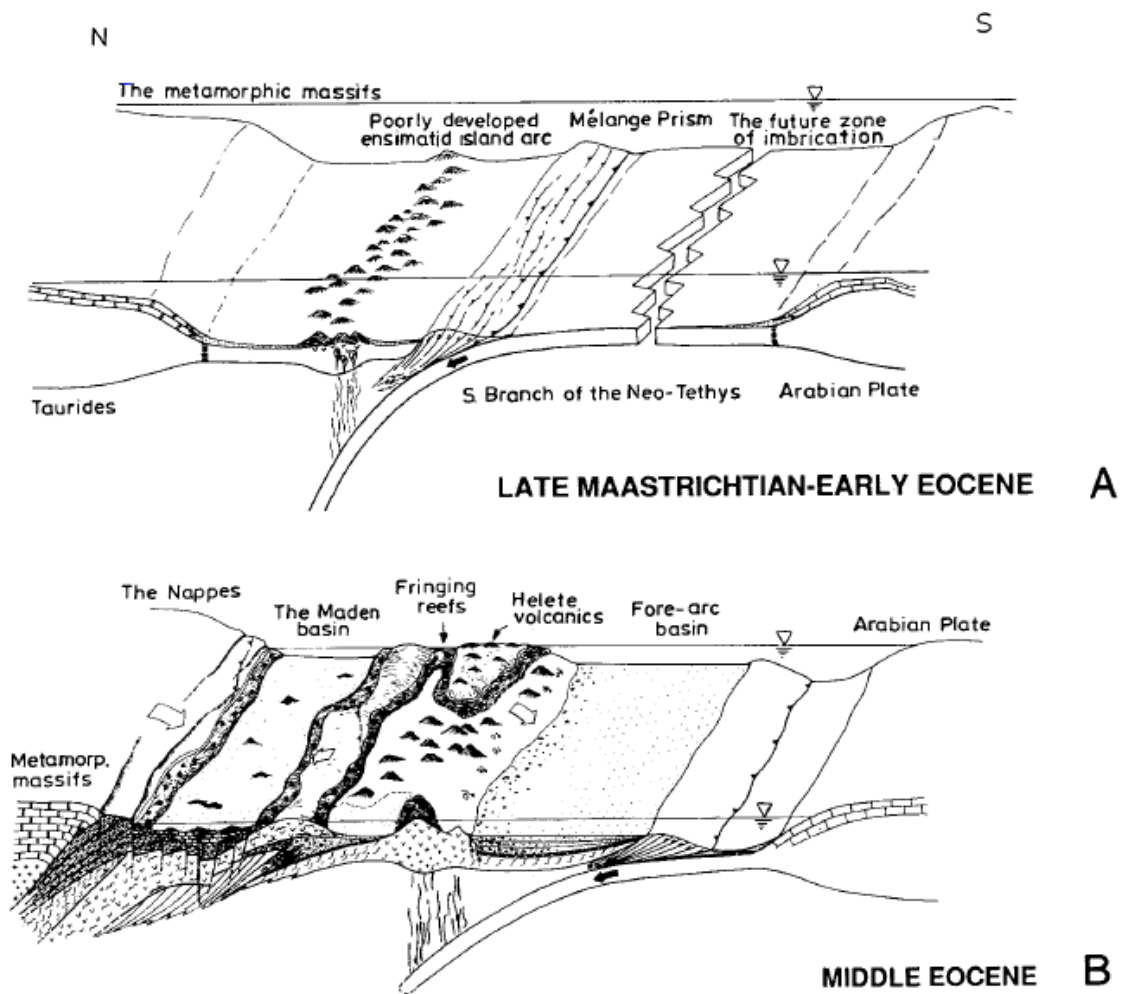 N
S
The metamorphic massifs
Poorly developed
ensimatid island arc
Mélange Prism
The future zone
of imbrication
Taurides
S. Branch of the Neo-Tethys
Arabian Plate
LATE MAASTRICHTIAN-EARLY EOCENE
A
The Nappes
The Maden
basin
Fringing
reefs
Helete
volcanics
Fore-arc
basin
Arabian Plate
Metamorp.
massifs
MIDDLE EOCENE
B